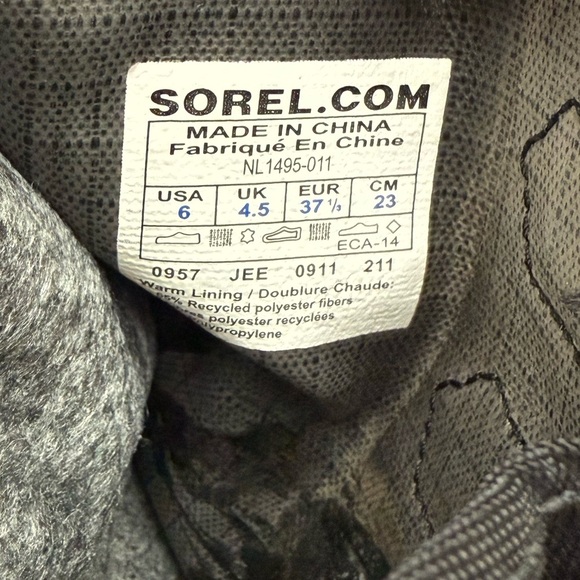 SOREL.COM
MADE IN CHINA
Fabriqué En Chine
NL1495-011
USA UK EUR CM
6 4.5 37 1/3 23
ECA-14
0957 JEE 0911 211
Warm Lining / Doublure Chaude:
Recycled polyester fibers
polyester recyclées